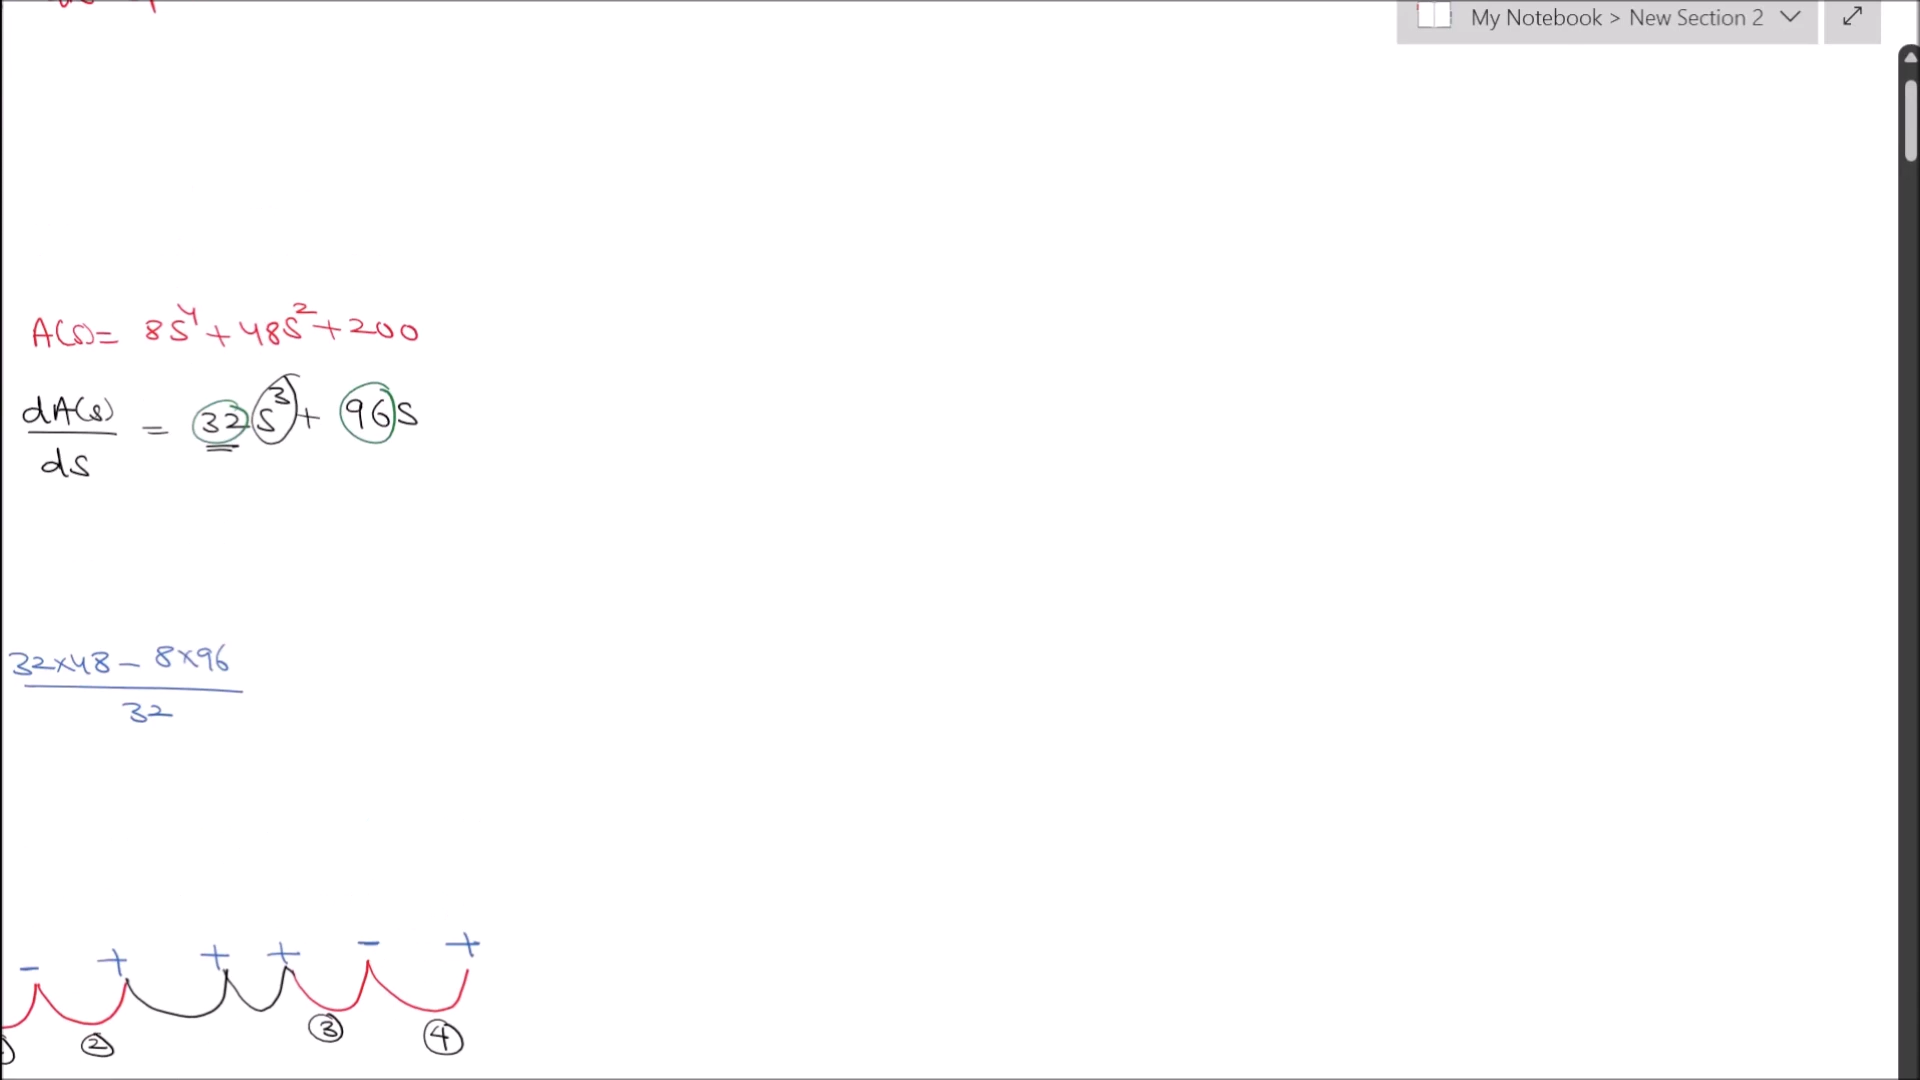 My Notebook > New Section 2
A(s)= 8s⁴+48s²+200
dA(s)/ds = 32s³+ 96s
32×48 – 8×96
32
- + + + - +
② ③ ④